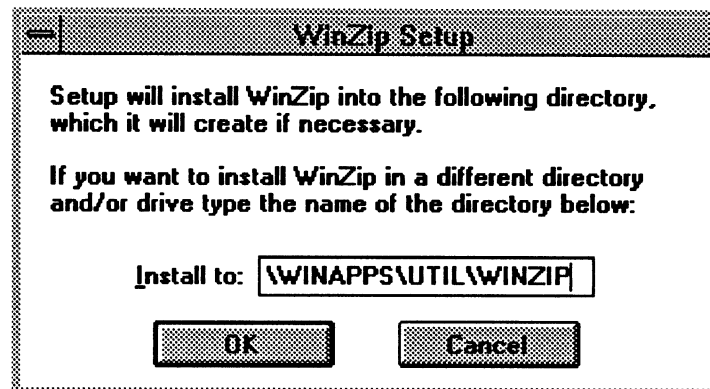 WinZip Setup
Setup will install WinZip into the following directory,
which it will create if necessary.
If you want to install WinZip in a different directory
and/or drive type the name of the directory below:
Install to: \WINAPPS\UTIL\WINZIP
OK Cancel